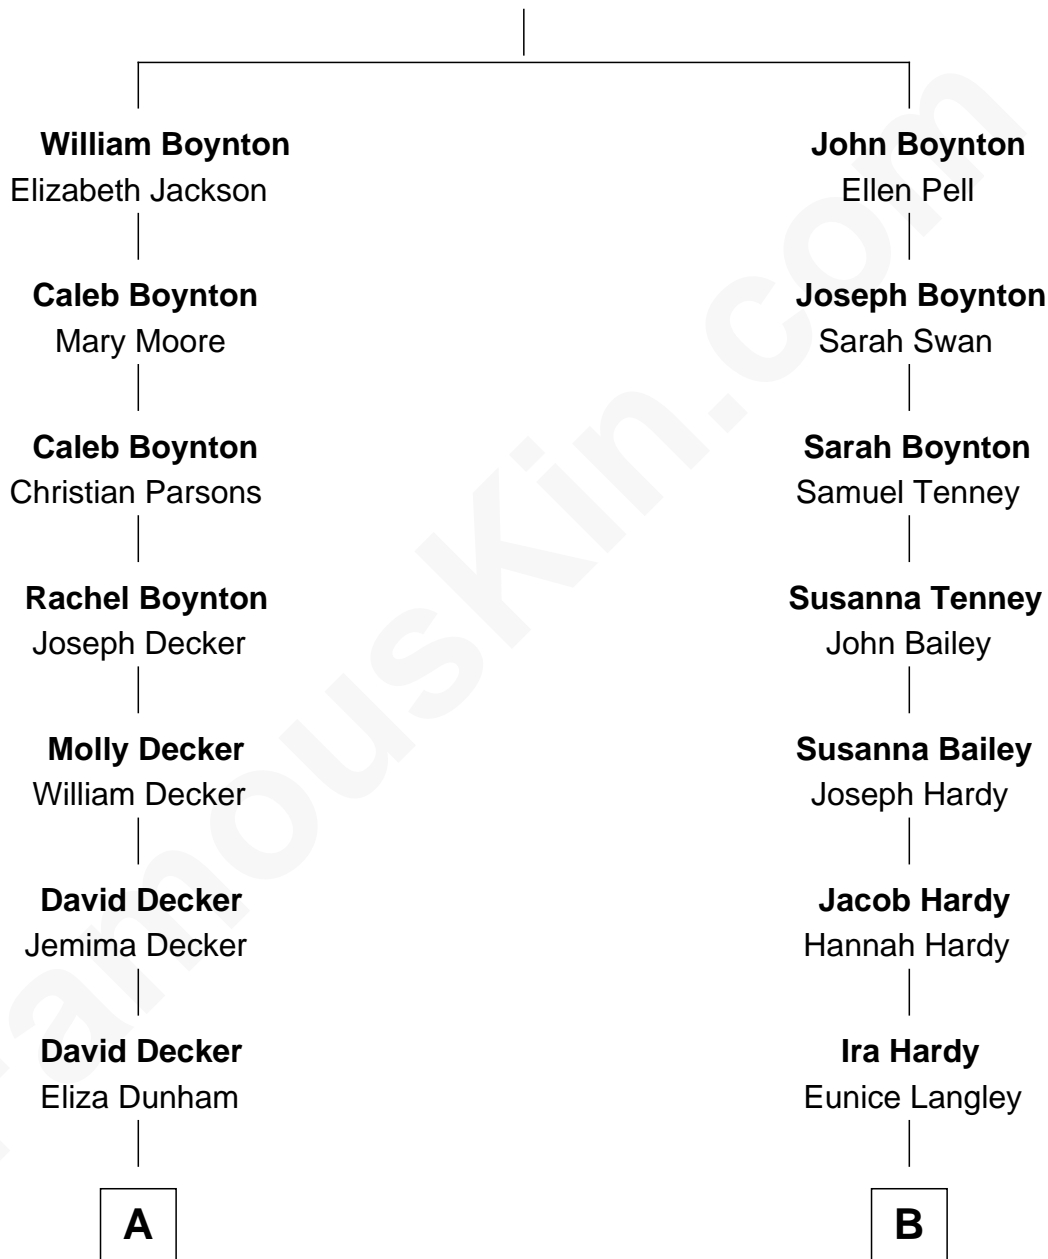 William Boynton
Elizabeth Jackson
John Boynton
Ellen Pell
Caleb Boynton
Mary Moore
Joseph Boynton
Sarah Swan
Caleb Boynton
Christian Parsons
Sarah Boynton
Samuel Tenney
Rachel Boynton
Joseph Decker
Susanna Tenney
John Bailey
Molly Decker
William Decker
Susanna Bailey
Joseph Hardy
David Decker
Jemima Decker
Jacob Hardy
Hannah Hardy
David Decker
Eliza Dunham
Ira Hardy
Eunice Langley
A
B
FamousKin.com